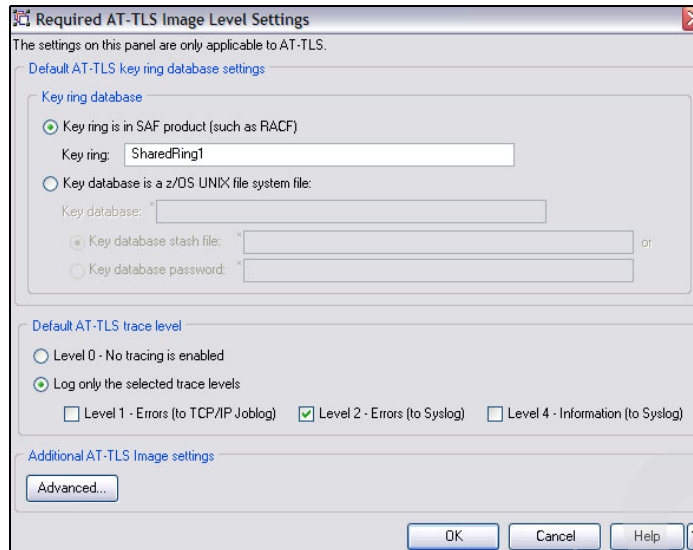 Required AT-TLS Image Level Settings
The settings on this panel are only applicable to AT-TLS.
Default AT-TLS key ring database settings
Key ring database
Key ring is in SAF product (such as RACF)
Key ring: SharedRing1
Key database is a z/OS UNIX file system file:
Key database: *
Key database stash file: * or
Key database password: *
Default AT-TLS trace level
Level 0 - No tracing is enabled
Log only the selected trace levels
Level 1 - Errors (to TCP/IP Joblog) Level 2 - Errors (to Syslog) Level 4 - Information (to Syslog)
Additional AT-TLS Image settings
Advanced...
OK Cancel Help